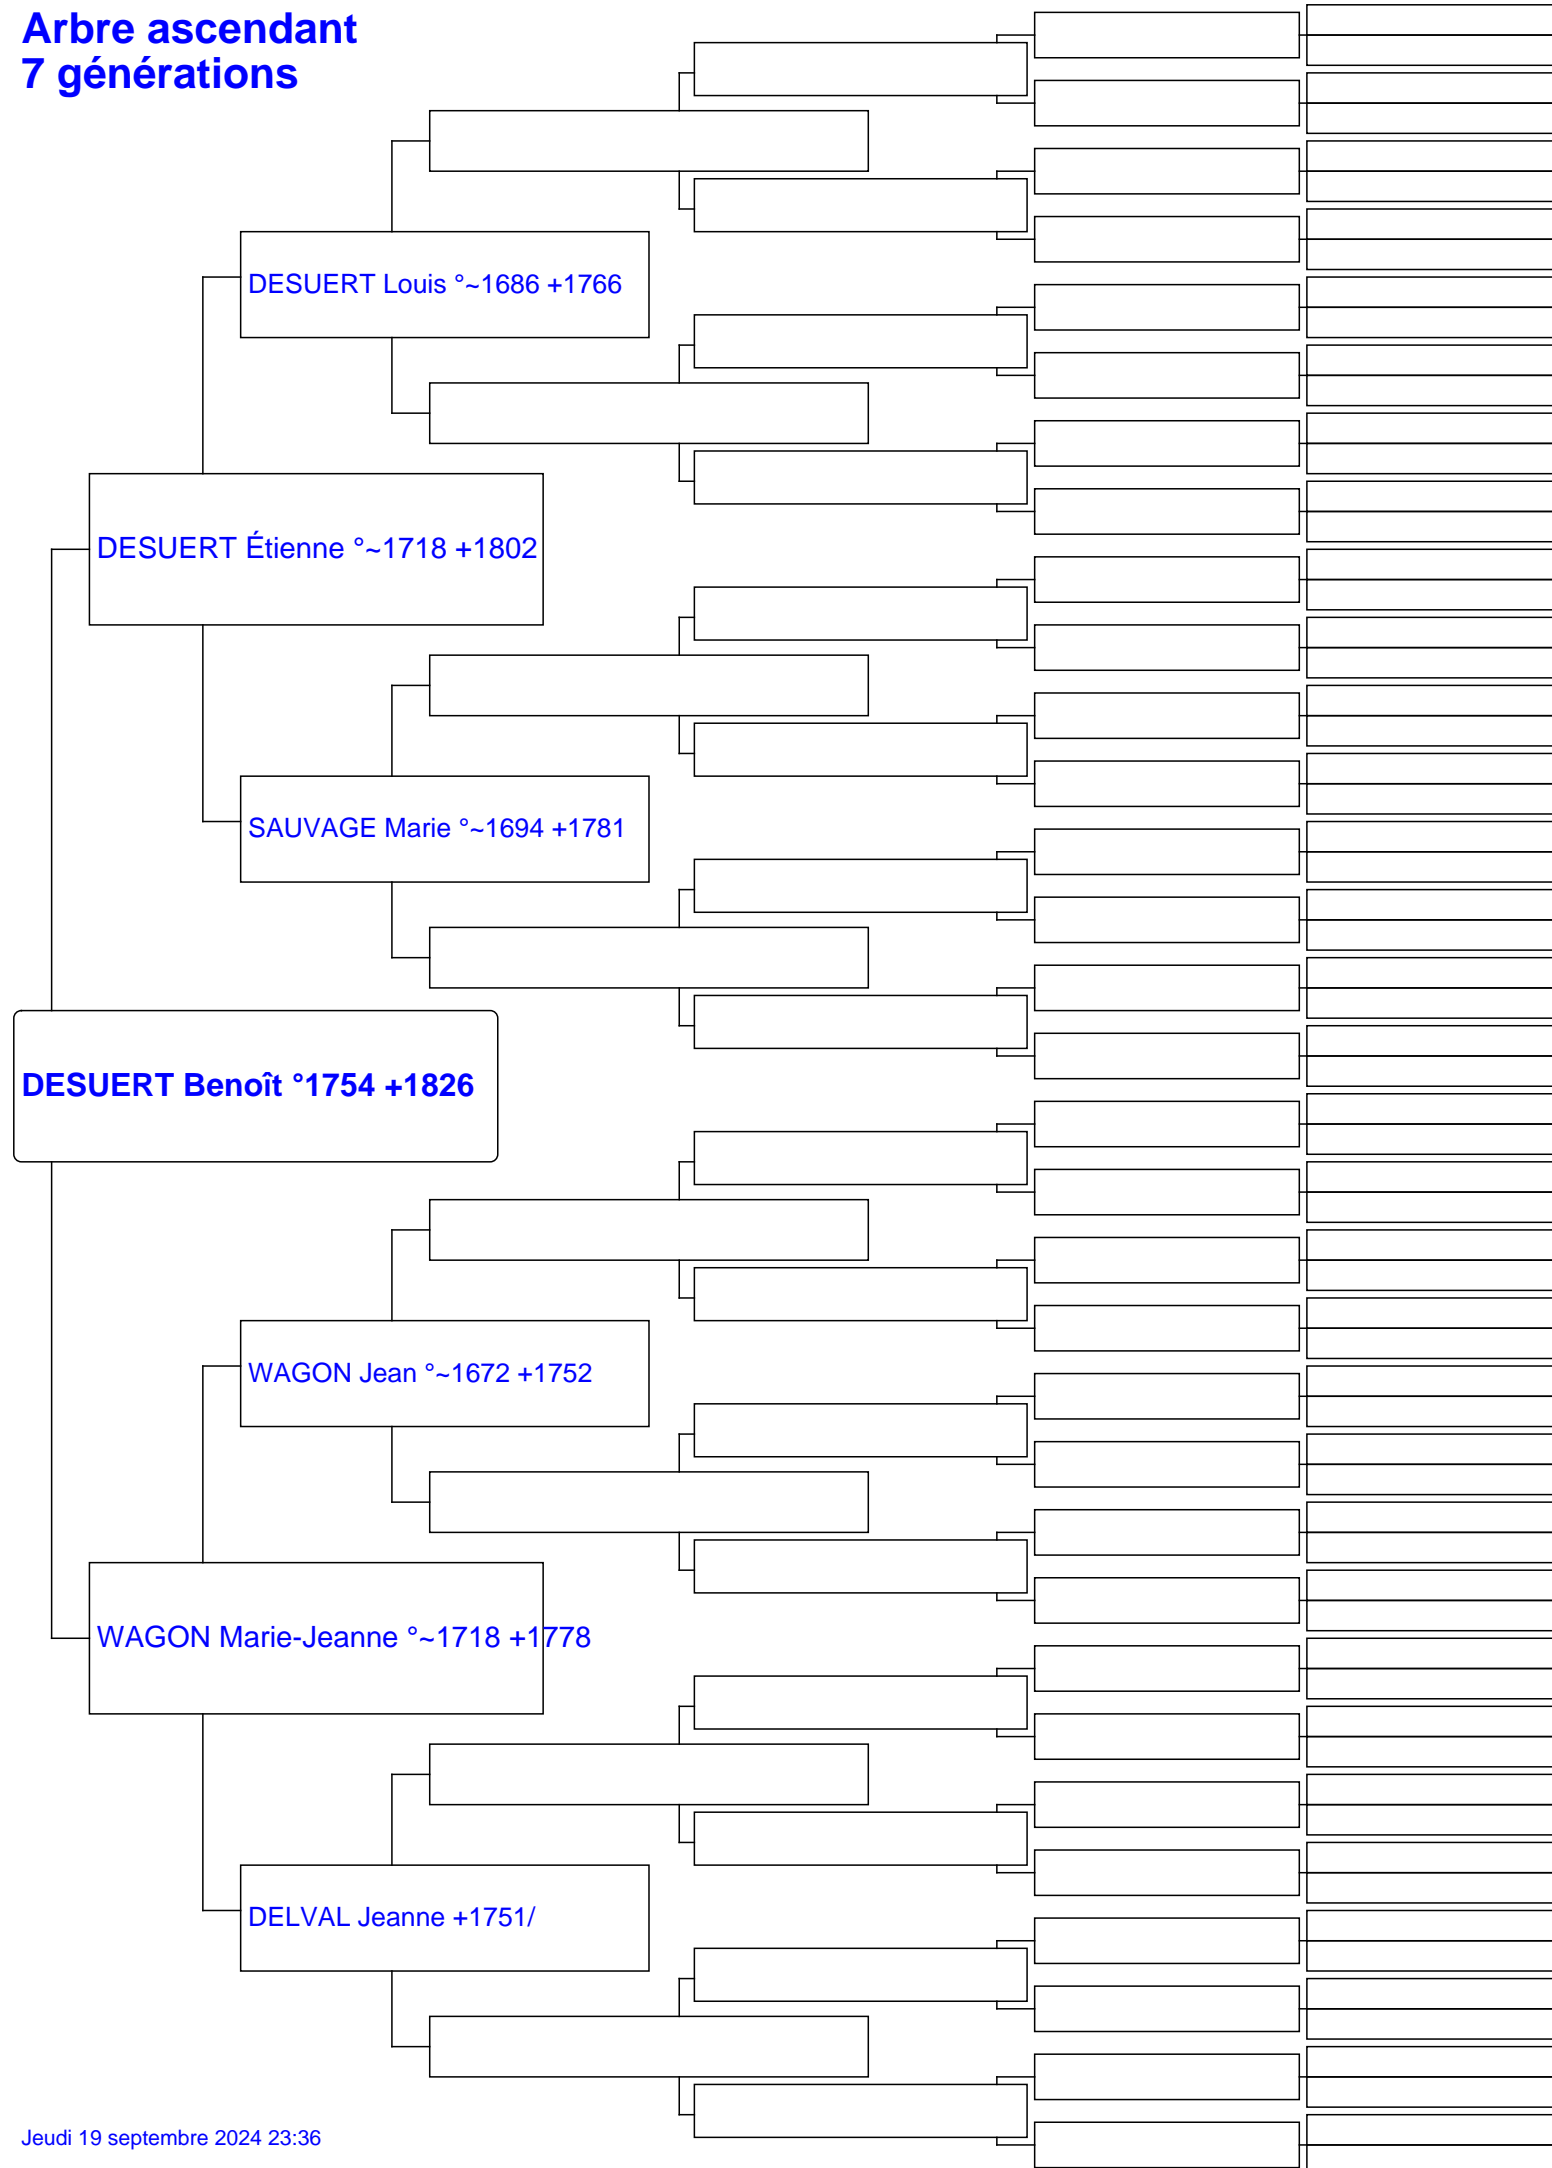 Arbre ascendant
7 générations
DESUERT Louis °~1686 +1766
DESUERT Étienne °~1718 +1802
SAUVAGE Marie °~1694 +1781
DESUERT Benoît °1754 +1826
WAGON Jean °~1672 +1752
WAGON Marie-Jeanne °~1718 +1778
DELVAL Jeanne +1751/
Jeudi 19 septembre 2024 23:36